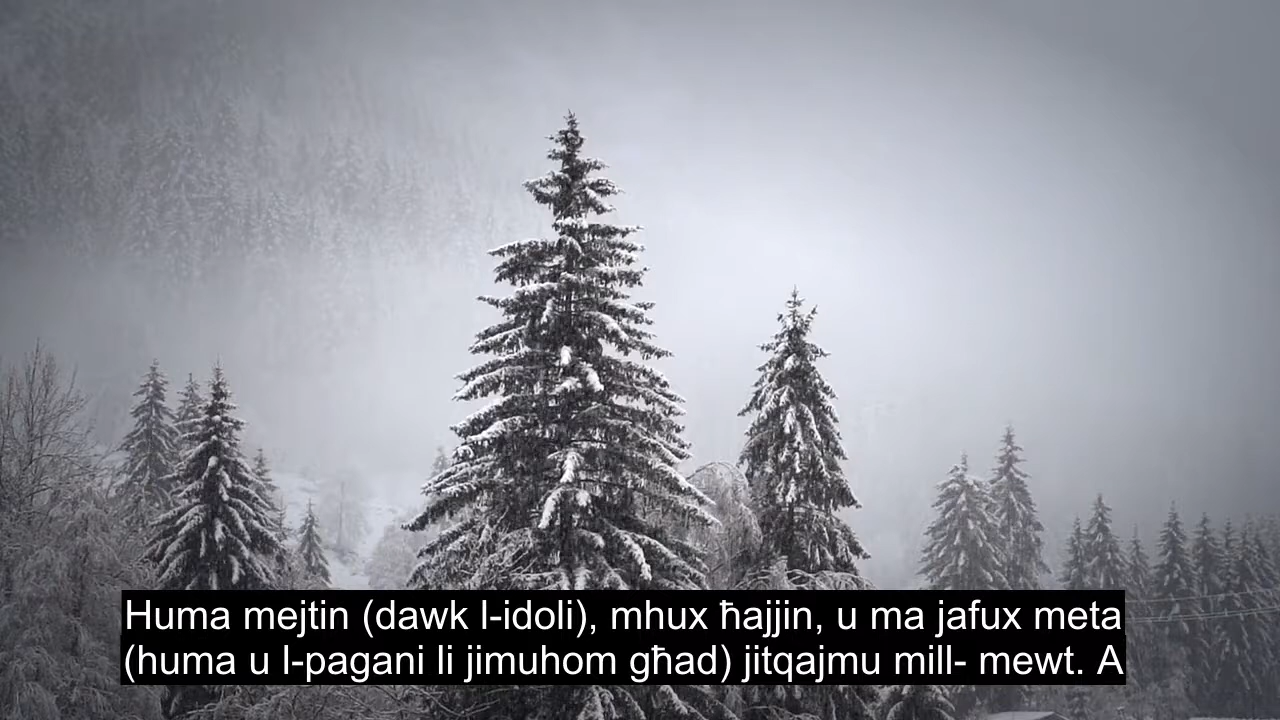 Huma mejtin (dawk l-idoli), mhux ħajjin, u ma jafux meta
(huma u l-pagani li jimuhom għad) jitqajmu mill- mewt. A